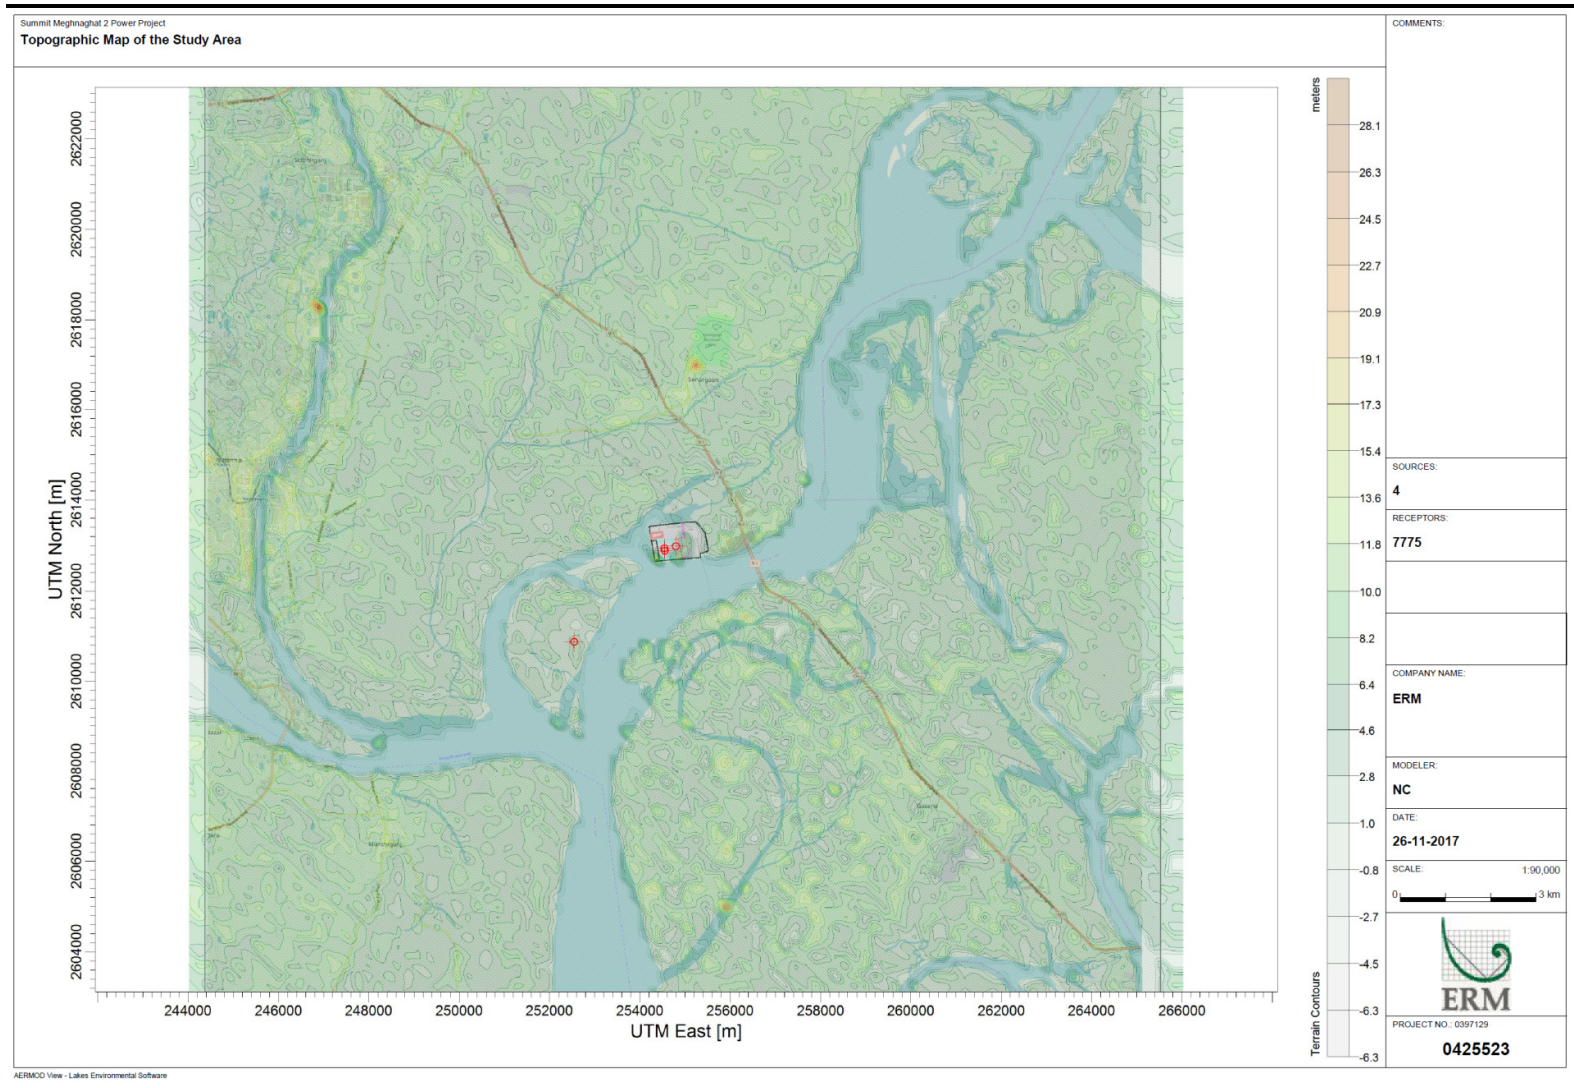 Summit Meghnaghat 2 Power Project
Topographic Map of the Study Area
COMMENTS:
SOURCES:
4
RECEPTORS:
7775
COMPANY NAME:
ERM
MODELER:
NC
DATE:
26-11-2017
SCALE:
1:90,000
0
3 km
ERM
PROJECT NO.: 0397129
0425523
meters
28.1
26.3
24.5
22.7
20.9
19.1
17.3
15.4
13.6
11.8
10.0
8.2
6.4
4.6
2.8
1.0
-0.8
-2.7
-4.5
-6.3
-6.3
Terrain Contours
UTM North [m]
2622000
2620000
2618000
2616000
2614000
2612000
2610000
2608000
2606000
2604000
244000 246000 248000 250000 252000 254000 256000 258000 260000 262000 264000 266000
UTM East [m]
Sonargaon
Munshiganj
AERMOD View - Lakes Environmental Software